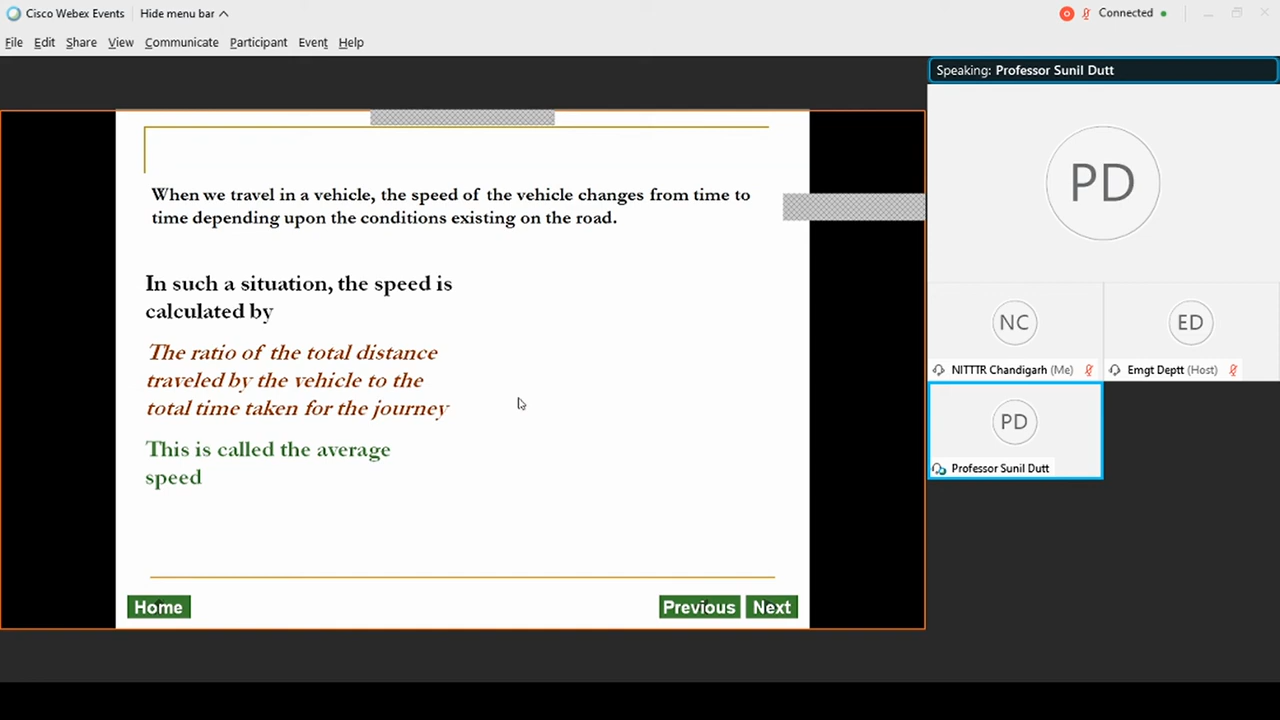 Cisco Webex Events
Hide menu bar
Connected
File Edit Share View Communicate Participant Event Help
Speaking: Professor Sunil Dutt
PD
When we travel in a vehicle, the speed of the vehicle changes from time to
time depending upon the conditions existing on the road.
In such a situation, the speed is
calculated by
The ratio of the total distance
traveled by the vehicle to the
total time taken for the journey
This is called the average
speed
Home
Previous
Next
NC
NITTTR Chandigarh (Me)
ED
Emgt Deptt (Host)
PD
Professor Sunil Dutt